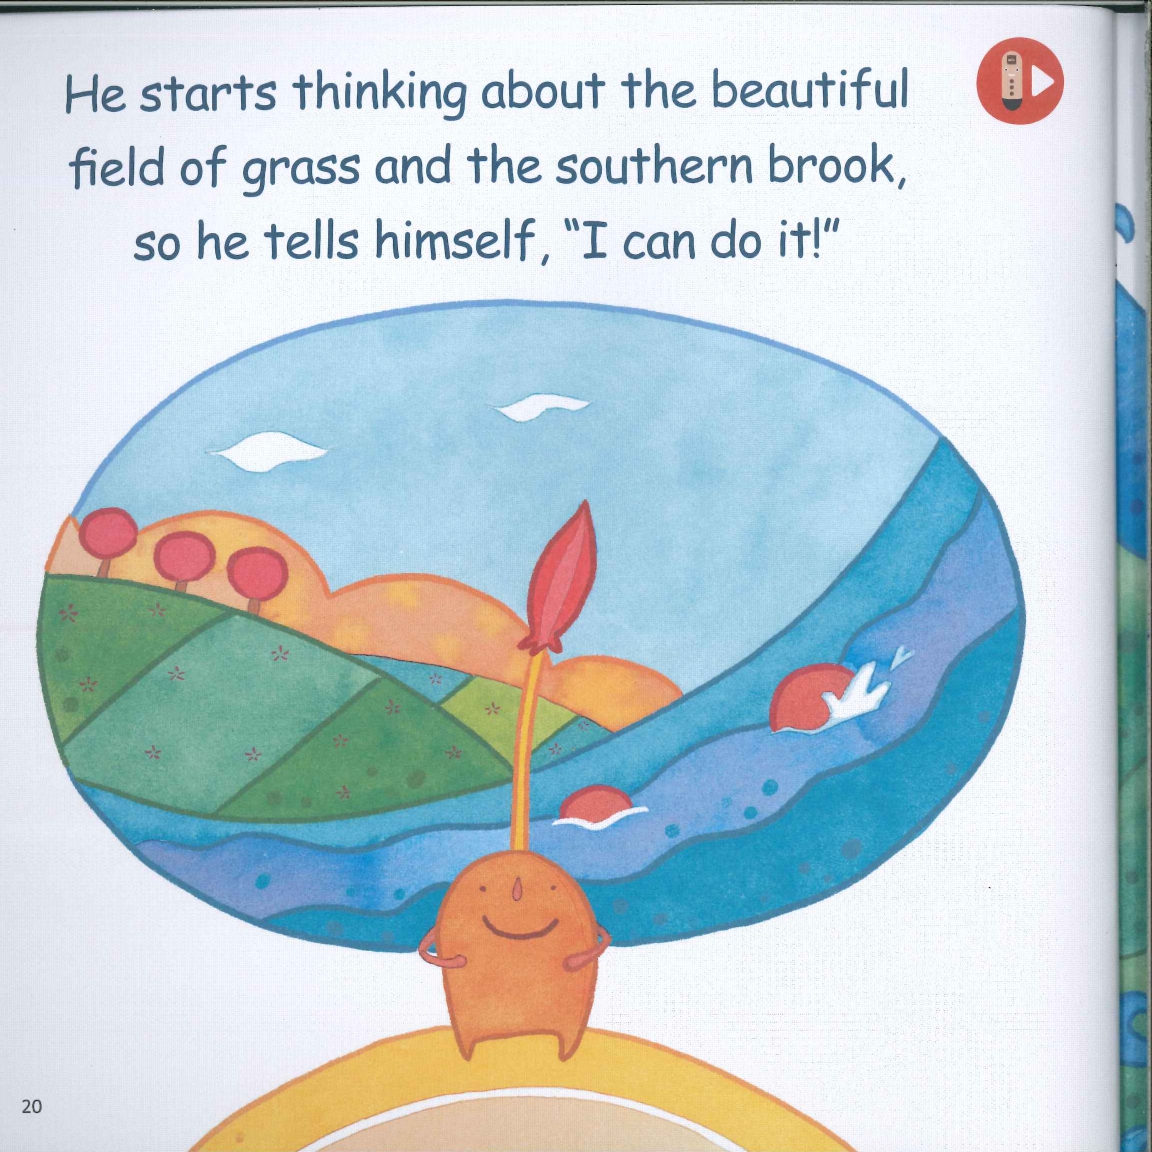 He starts thinking about the beautiful
field of grass and the southern brook,
so he tells himself, “I can do it!”
20